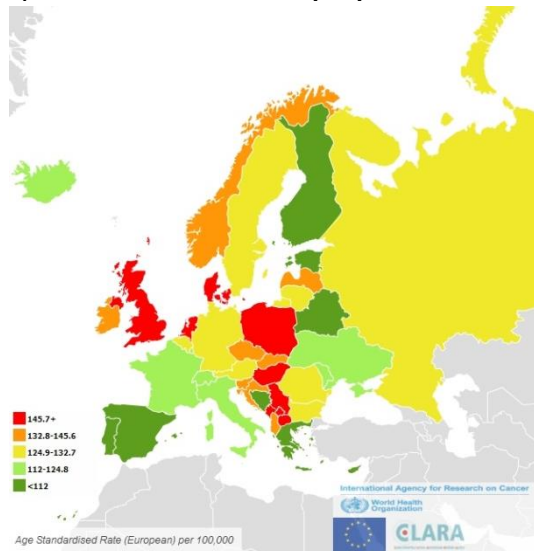 145.7+
132.8-145.6
124.9-132.7
112-124.8
<112
International Agency for Research on Cancer
World Health
Organization
CLARA
Age Standardised Rate (European) per 100,000